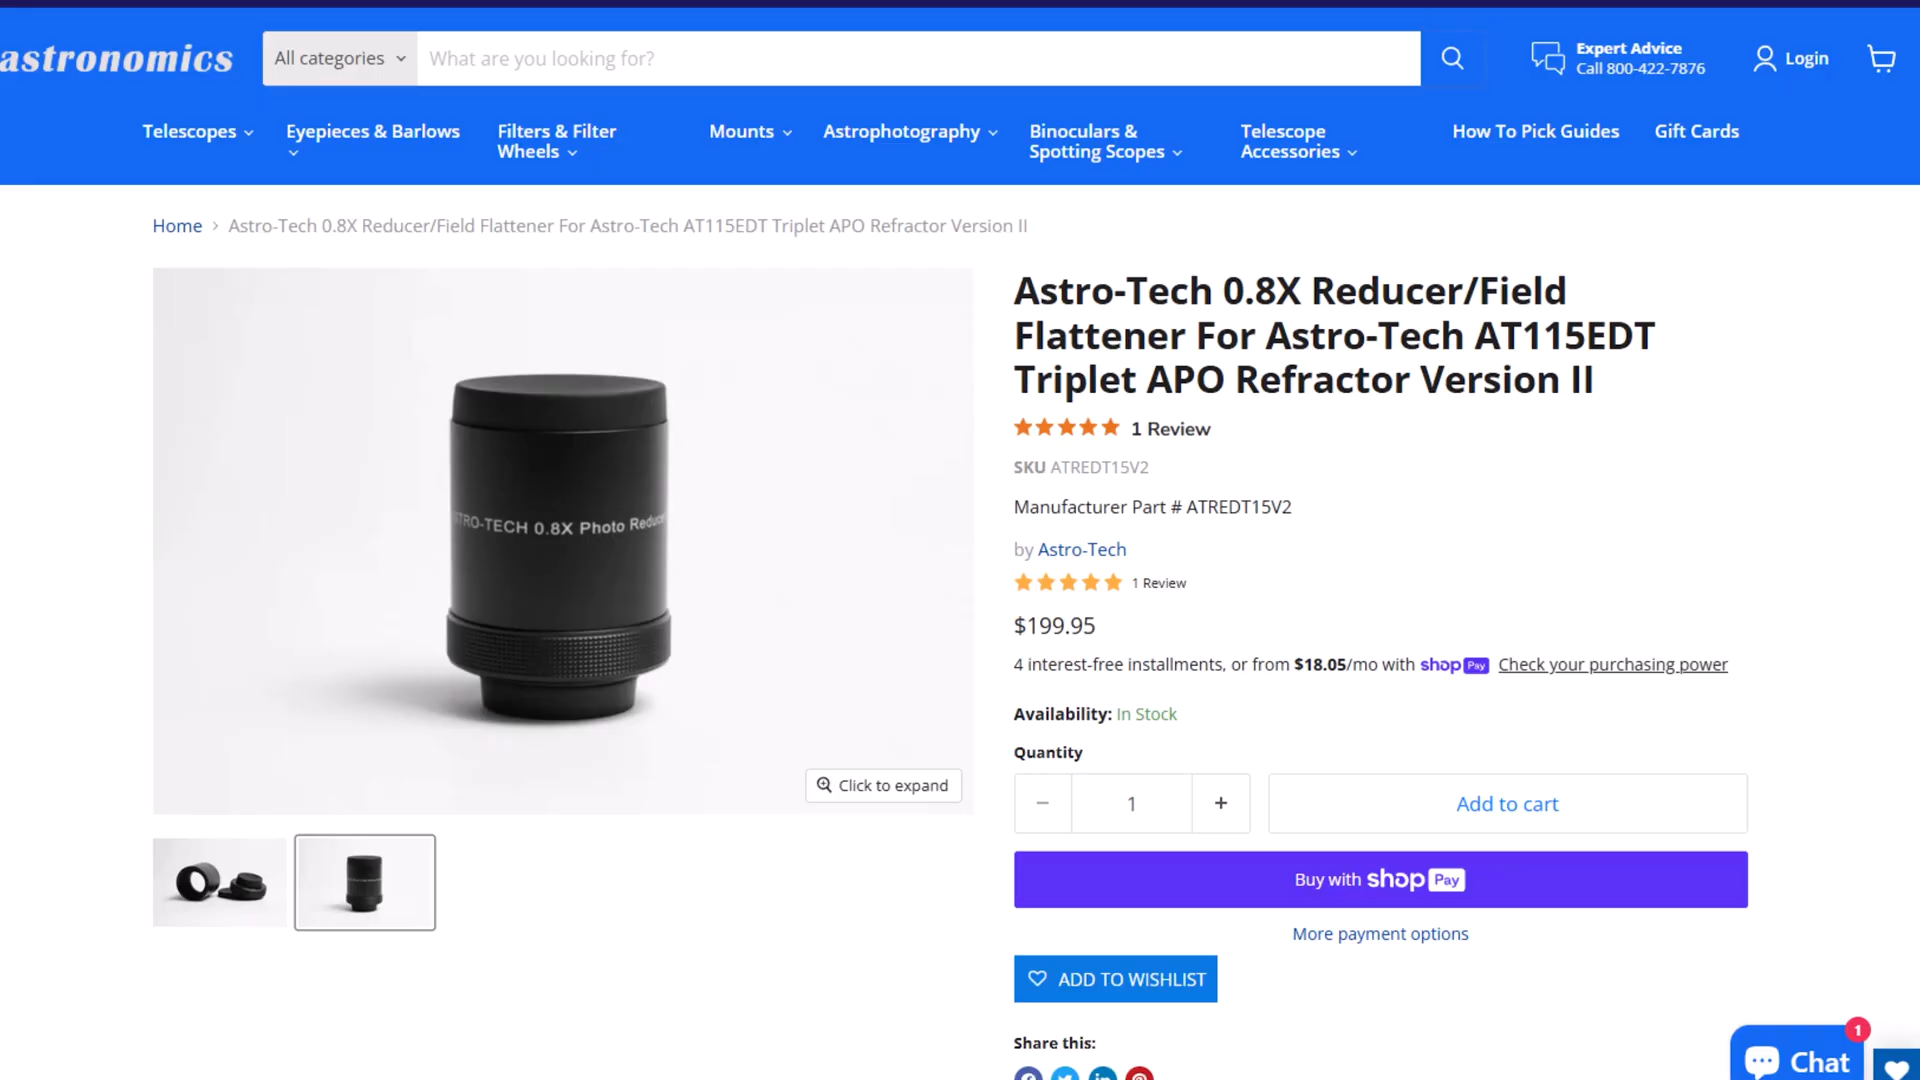 astronomics
All categories
What are you looking for?
Expert Advice
Call 800-422-7876
Login
Telescopes
Eyepieces & Barlows
Filters & Filter
Wheels
Mounts
Astrophotography
Binoculars &
Spotting Scopes
Telescope
Accessories
How To Pick Guides
Gift Cards
Home > Astro-Tech 0.8X Reducer/Field Flattener For Astro-Tech AT115EDT Triplet APO Refractor Version II
TRO-TECH 0.8X Photo Reduce
Click to expand
Astro-Tech 0.8X Reducer/Field
Flattener For Astro-Tech AT115EDT
Triplet APO Refractor Version II
1 Review
SKU ATREDT15V2
Manufacturer Part # ATREDT15V2
by Astro-Tech
1 Review
$199.95
4 interest-free installments, or from $18.05/mo with shop Pay Check your purchasing power
Availability: In Stock
Quantity
− 1 +
Add to cart
Buy with shop Pay
More payment options
ADD TO WISHLIST
Share this:
1
Chat